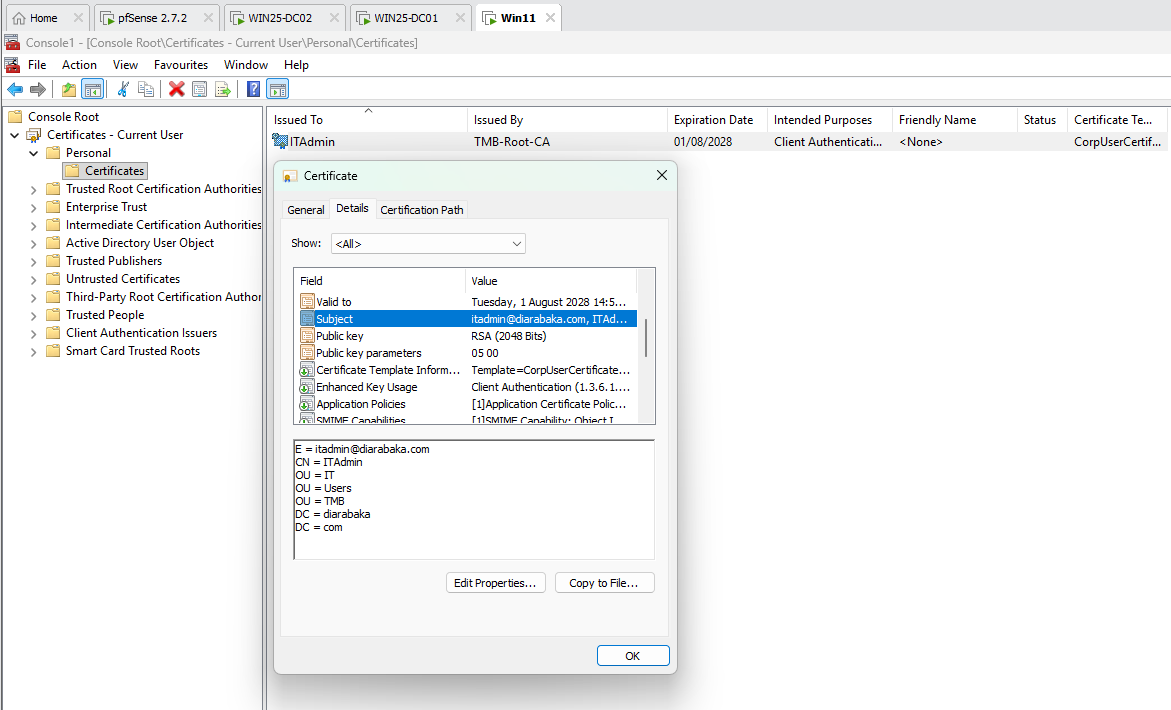 Home pfSense 2.7.2 WIN25-DC02 WIN25-DC01 Win11
Console1 - [Console Root\Certificates - Current User\Personal\Certificates]
File Action View Favourites Window Help
Console Root
Certificates - Current User
Personal
Certificates
Trusted Root Certification Authorities
Enterprise Trust
Intermediate Certification Authorities
Active Directory User Object
Trusted Publishers
Untrusted Certificates
Third-Party Root Certification Author
Trusted People
Client Authentication Issuers
Smart Card Trusted Roots
Issued To Issued By Expiration Date Intended Purposes Friendly Name Status Certificate Te...
ITAdmin TMB-Root-CA 01/08/2028 Client Authenticati... <None> CorpUserCertif...
Certificate
General Details Certification Path
Show: <All>
Field Value
Valid to Tuesday, 1 August 2028 14:5...
Subject itadmin@diarabaka.com, ITAd...
Public key RSA (2048 Bits)
Public key parameters 05 00
Certificate Template Inform... Template=CorpUserCertificate...
Enhanced Key Usage Client Authentication (1.3.6.1....
Application Policies [1]Application Certificate Polic...
SMIME Capabilities [1]SMIME Capability: Object I...
E = itadmin@diarabaka.com
CN = ITAdmin
OU = IT
OU = Users
OU = TMB
DC = diarabaka
DC = com
Edit Properties... Copy to File...
OK